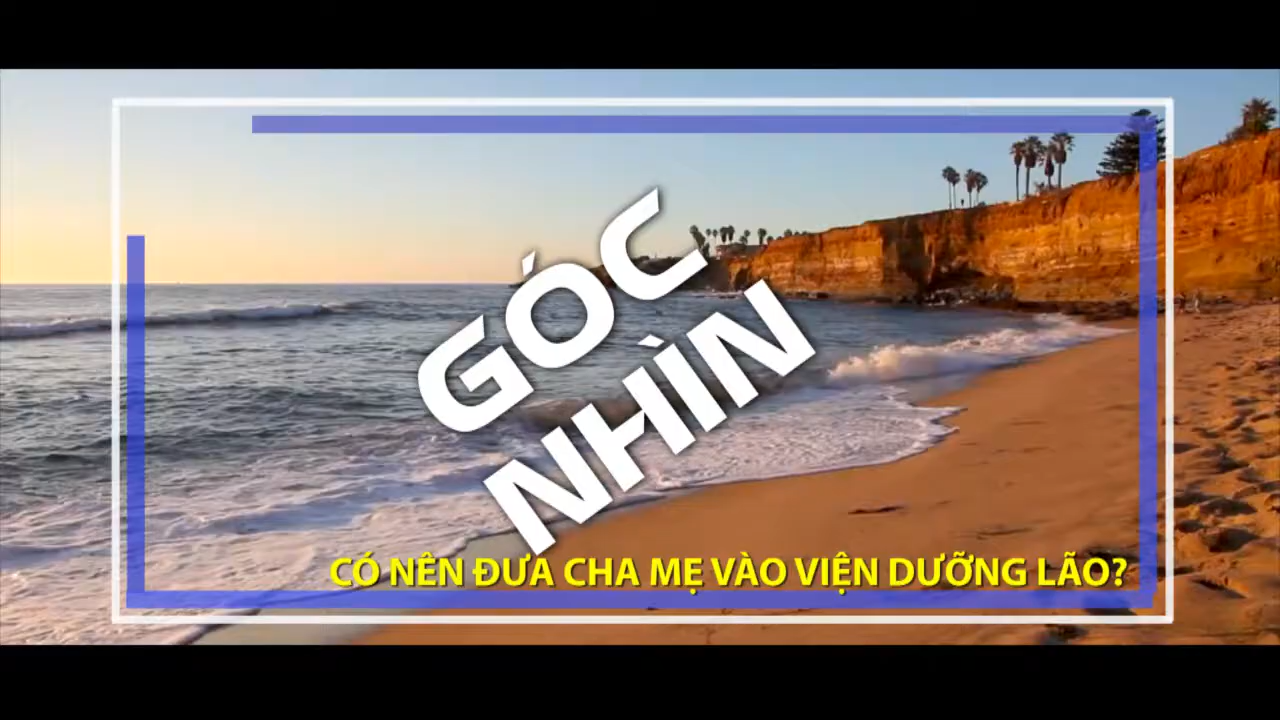 GÓC
NHÌN
CÓ NÊN ĐƯA CHA MẸ VÀO VIỆN DƯỠNG LÃO?